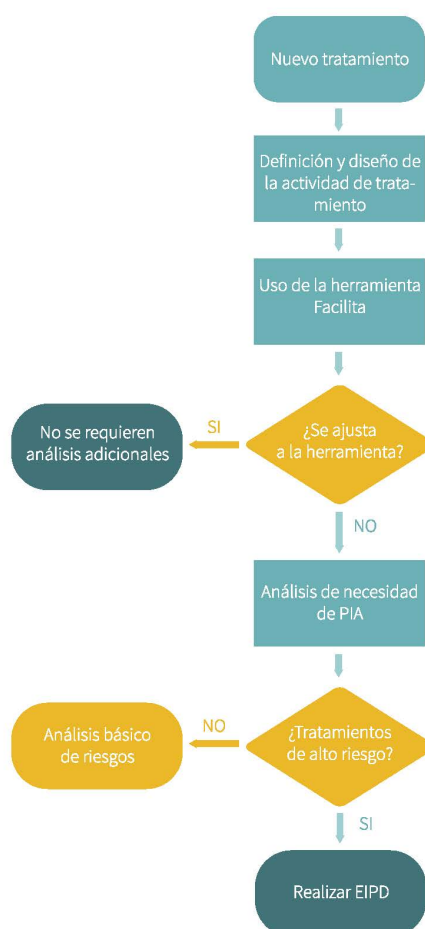 Nuevo tratamiento
Definición y diseño de
la actividad de trata-
miento
Uso de la herramienta
Facilita
¿Se ajusta
a la herramienta?
SI
No se requieren
análisis adicionales
NO
Análisis de necesidad
de PIA
¿Tratamientos
de alto riesgo?
NO
Análisis básico
de riesgos
SI
Realizar EIPD